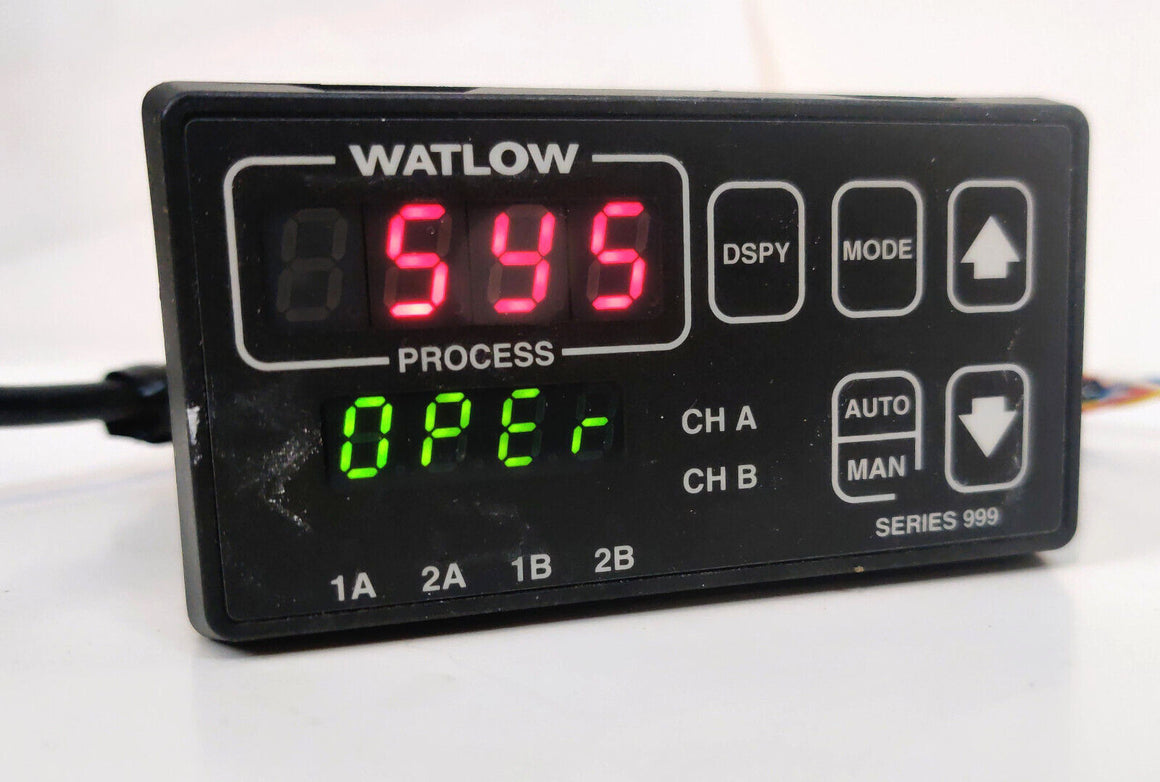 WATLOW
SYS
PROCESS
OPEr
CH A
CH B
1A 2A 1B 2B
DSPY
MODE
AUTO
MAN
SERIES 999